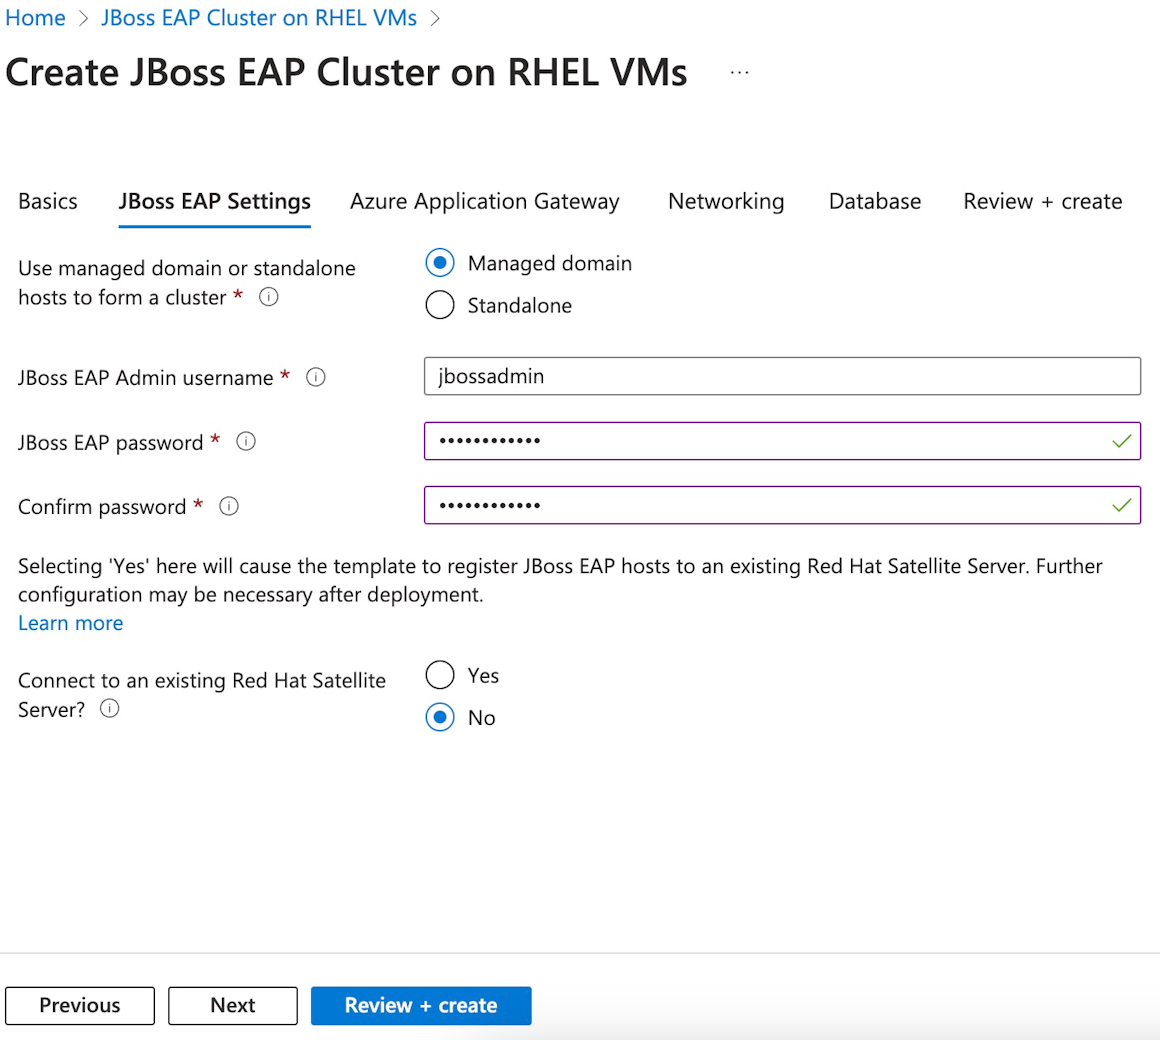 Home > JBoss EAP Cluster on RHEL VMs >
Create JBoss EAP Cluster on RHEL VMs ...
Basics JBoss EAP Settings Azure Application Gateway Networking Database Review + create
Use managed domain or standalone
hosts to form a cluster *
Managed domain
Standalone
JBoss EAP Admin username *
jbossadmin
JBoss EAP password *
••••••••••••
Confirm password *
••••••••••••
Selecting 'Yes' here will cause the template to register JBoss EAP hosts to an existing Red Hat Satellite Server. Further
configuration may be necessary after deployment.
Learn more
Connect to an existing Red Hat Satellite
Server?
Yes
No
Previous Next Review + create